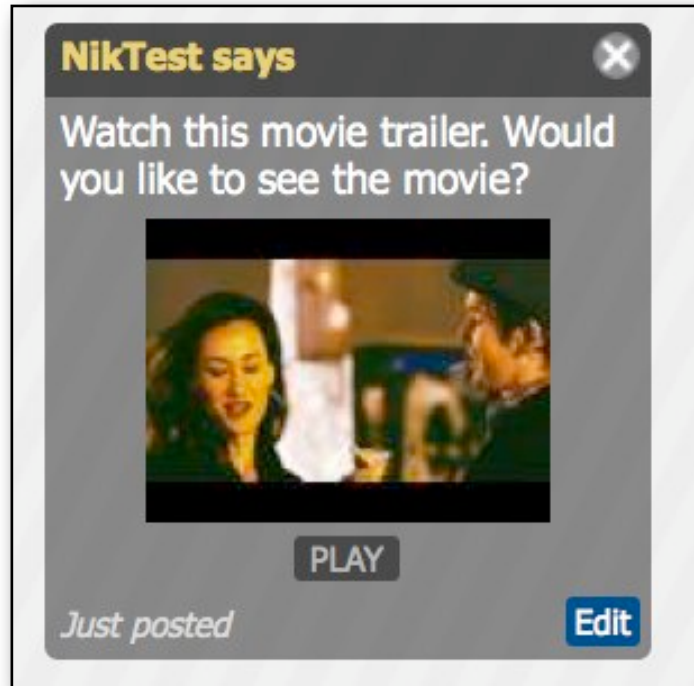 NikTest says
Watch this movie trailer. Would
you like to see the movie?
PLAY
Just posted
Edit